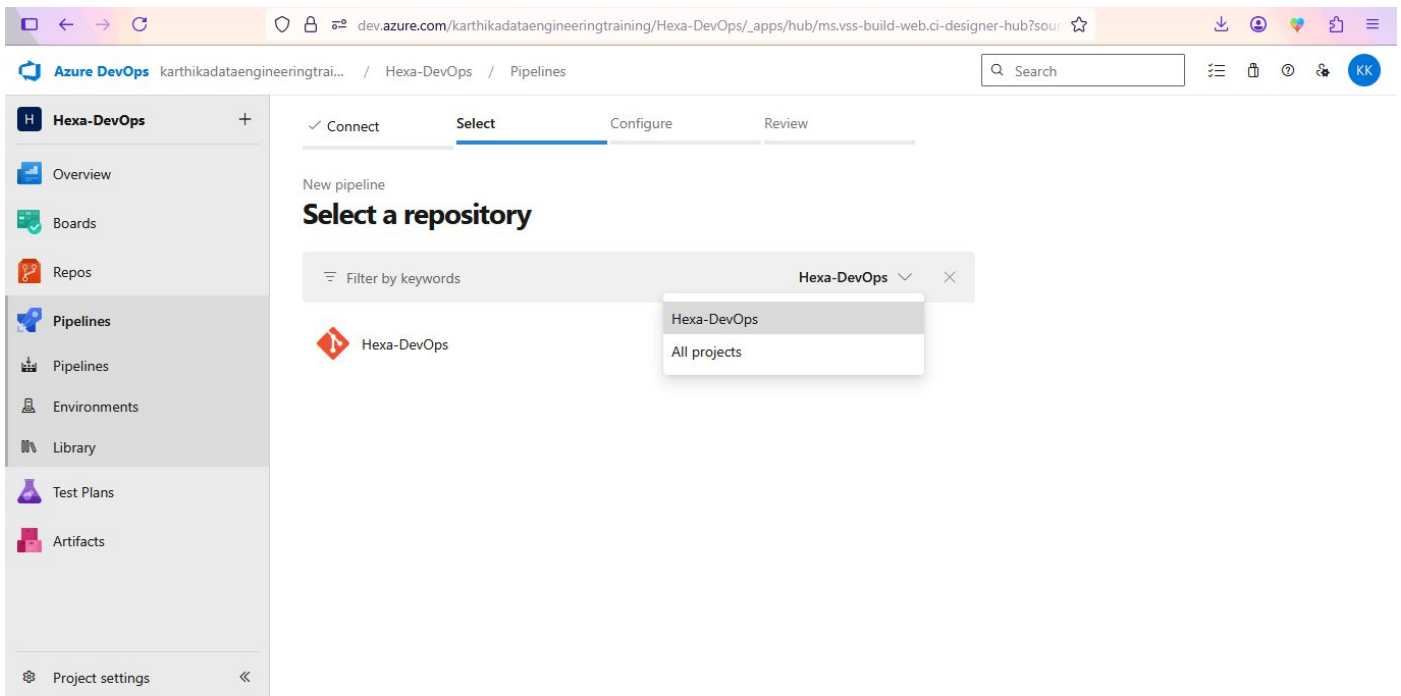 dev.azure.com/karthikadataengineeringtraining/Hexa-DevOps/_apps/hub/ms.vss-build-web.ci-designer-hub?sour
Azure DevOps karthikadataengineeringtrai... / Hexa-DevOps / Pipelines
Search
KK
H Hexa-DevOps +
Overview
Boards
Repos
Pipelines
Pipelines
Environments
Library
Test Plans
Artifacts
Project settings
Connect Select Configure Review
New pipeline
Select a repository
Filter by keywords Hexa-DevOps
Hexa-DevOps
All projects
Hexa-DevOps